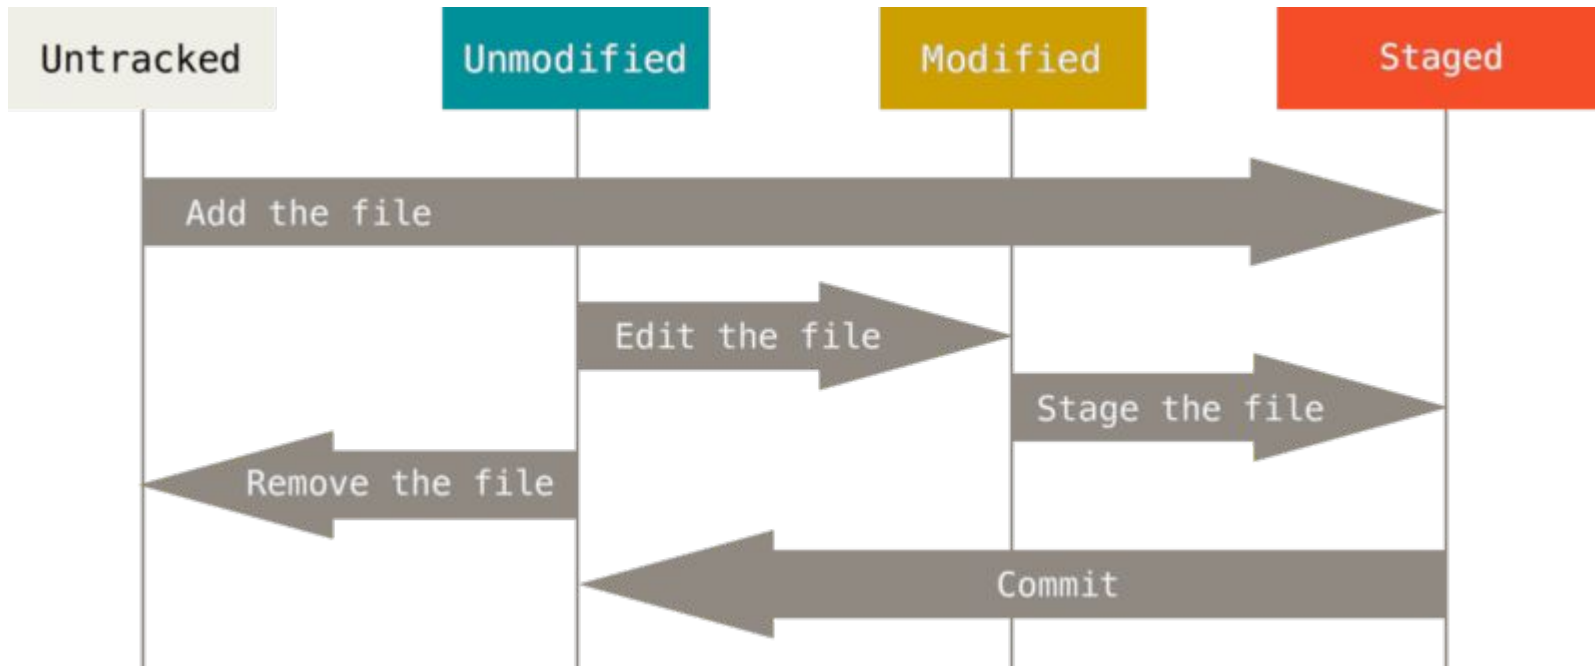 Untracked
Unmodified
Modified
Staged
Add the file
Edit the file
Stage the file
Remove the file
Commit